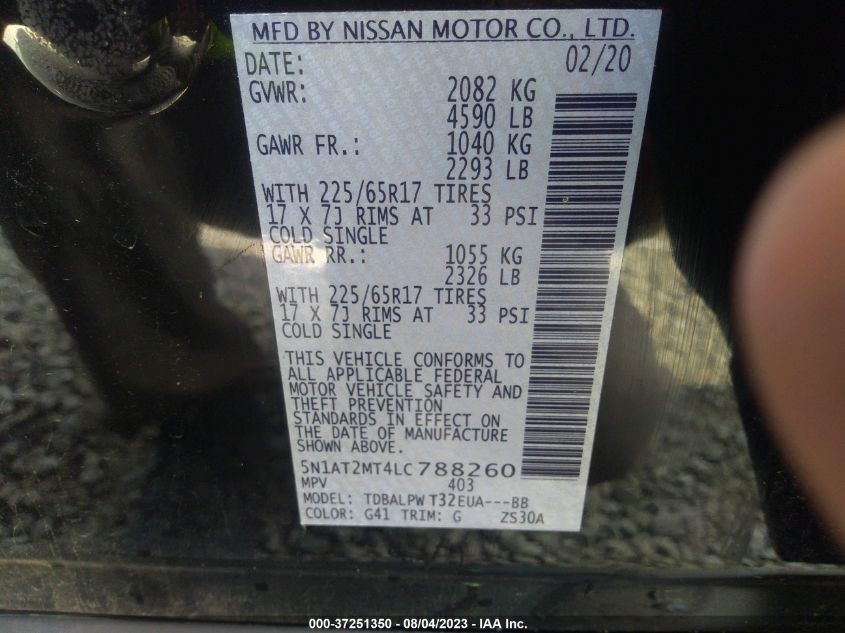 MFD BY NISSAN MOTOR CO., LTD.
DATE: 02/20
GVWR: 2082 KG
4590 LB
GAWR FR.: 1040 KG
2293 LB
WITH 225/65R17 TIRES
17 X 7J RIMS AT 33 PSI
COLD SINGLE
GAWR RR.: 1055 KG
2326 LB
WITH 225/65R17 TIRES
17 X 7J RIMS AT 33 PSI
COLD SINGLE
THIS VEHICLE CONFORMS TO
ALL APPLICABLE FEDERAL
MOTOR VEHICLE SAFETY AND
THEFT PREVENTION
STANDARDS IN EFFECT ON
THE DATE OF MANUFACTURE
SHOWN ABOVE.
5N1AT2MT4LC788260
MPV 403
MODEL: TDBALPW T32EUA---BB
COLOR: G41 TRIM: G ZS30A
000-37251350 - 08/04/2023 - IAA Inc.